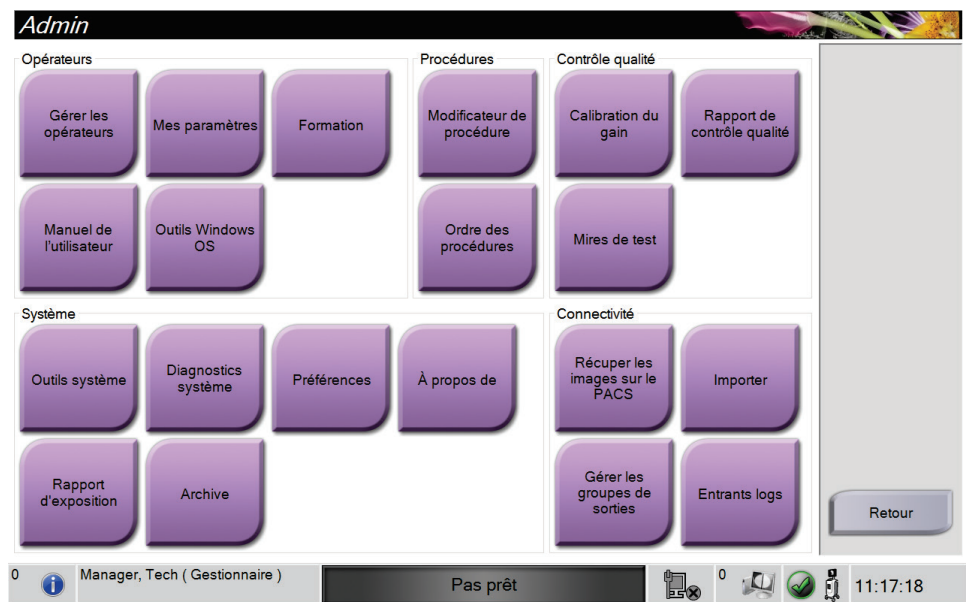 Admin
Opérateurs
Gérer les
opérateurs
Mes paramètres
Formation
Manuel de
l'utilisateur
Outils Windows
OS
Procédures
Modificateur de
procédure
Ordre des
procédures
Contrôle qualité
Calibration du
gain
Rapport de
contrôle qualité
Mires de test
Système
Outils système
Diagnostics
système
Préférences
À propos de
Rapport
d'exposition
Archive
Connectivité
Récuper les
images sur le
PACS
Importer
Gérer les
groupes de
sorties
Entrants logs
Retour
0
Manager, Tech ( Gestionnaire )
Pas prêt
0
11:17:18